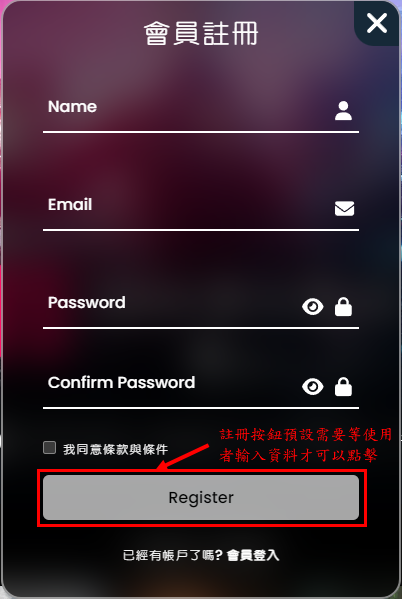 會員註冊
Name
Email
Password
Confirm Password
註冊按鈕預設需要等使用
者輸入資料才可以點擊
我同意條款與條件
Register
已經有帳戶了嗎? 會員登入